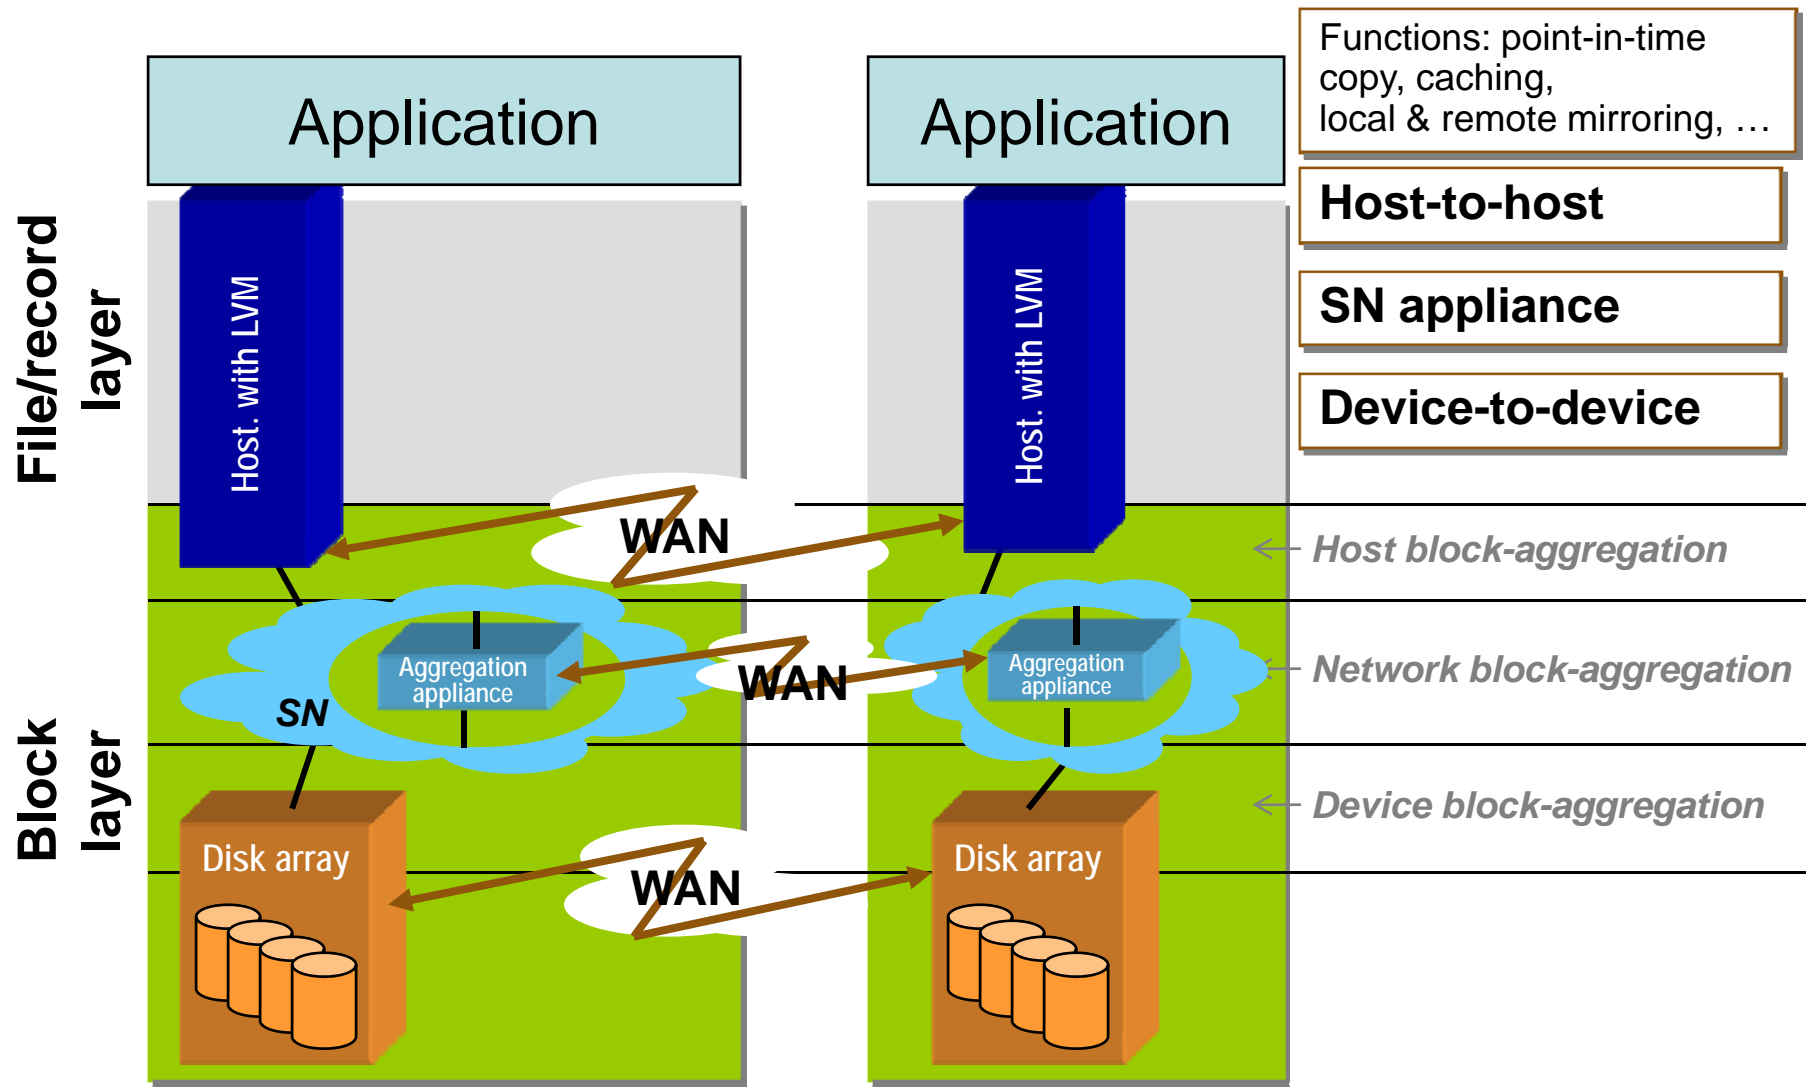 Application
Application
Functions: point-in-time
copy, caching,
local & remote mirroring, …
Host-to-host
SN appliance
Device-to-device
File/record
layer
Host. with LVM
Host. with LVM
WAN
Host block-aggregation
Block
layer
Aggregation
appliance
SN
WAN
Aggregation
appliance
Network block-aggregation
Device block-aggregation
Disk array
WAN
Disk array